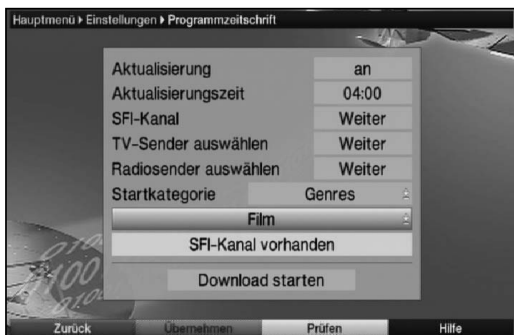 Hauptmenü Einstellungen Programmzeitschrift
Aktualisierung an
Aktualisierungszeit 04:00
SFI-Kanal Weiter
TV-Sender auswählen Weiter
Radiosender auswählen Weiter
Startkategorie Genres
Film
SFI-Kanal vorhanden
Download starten
Zurück Übernehmen Prüfen Hilfe